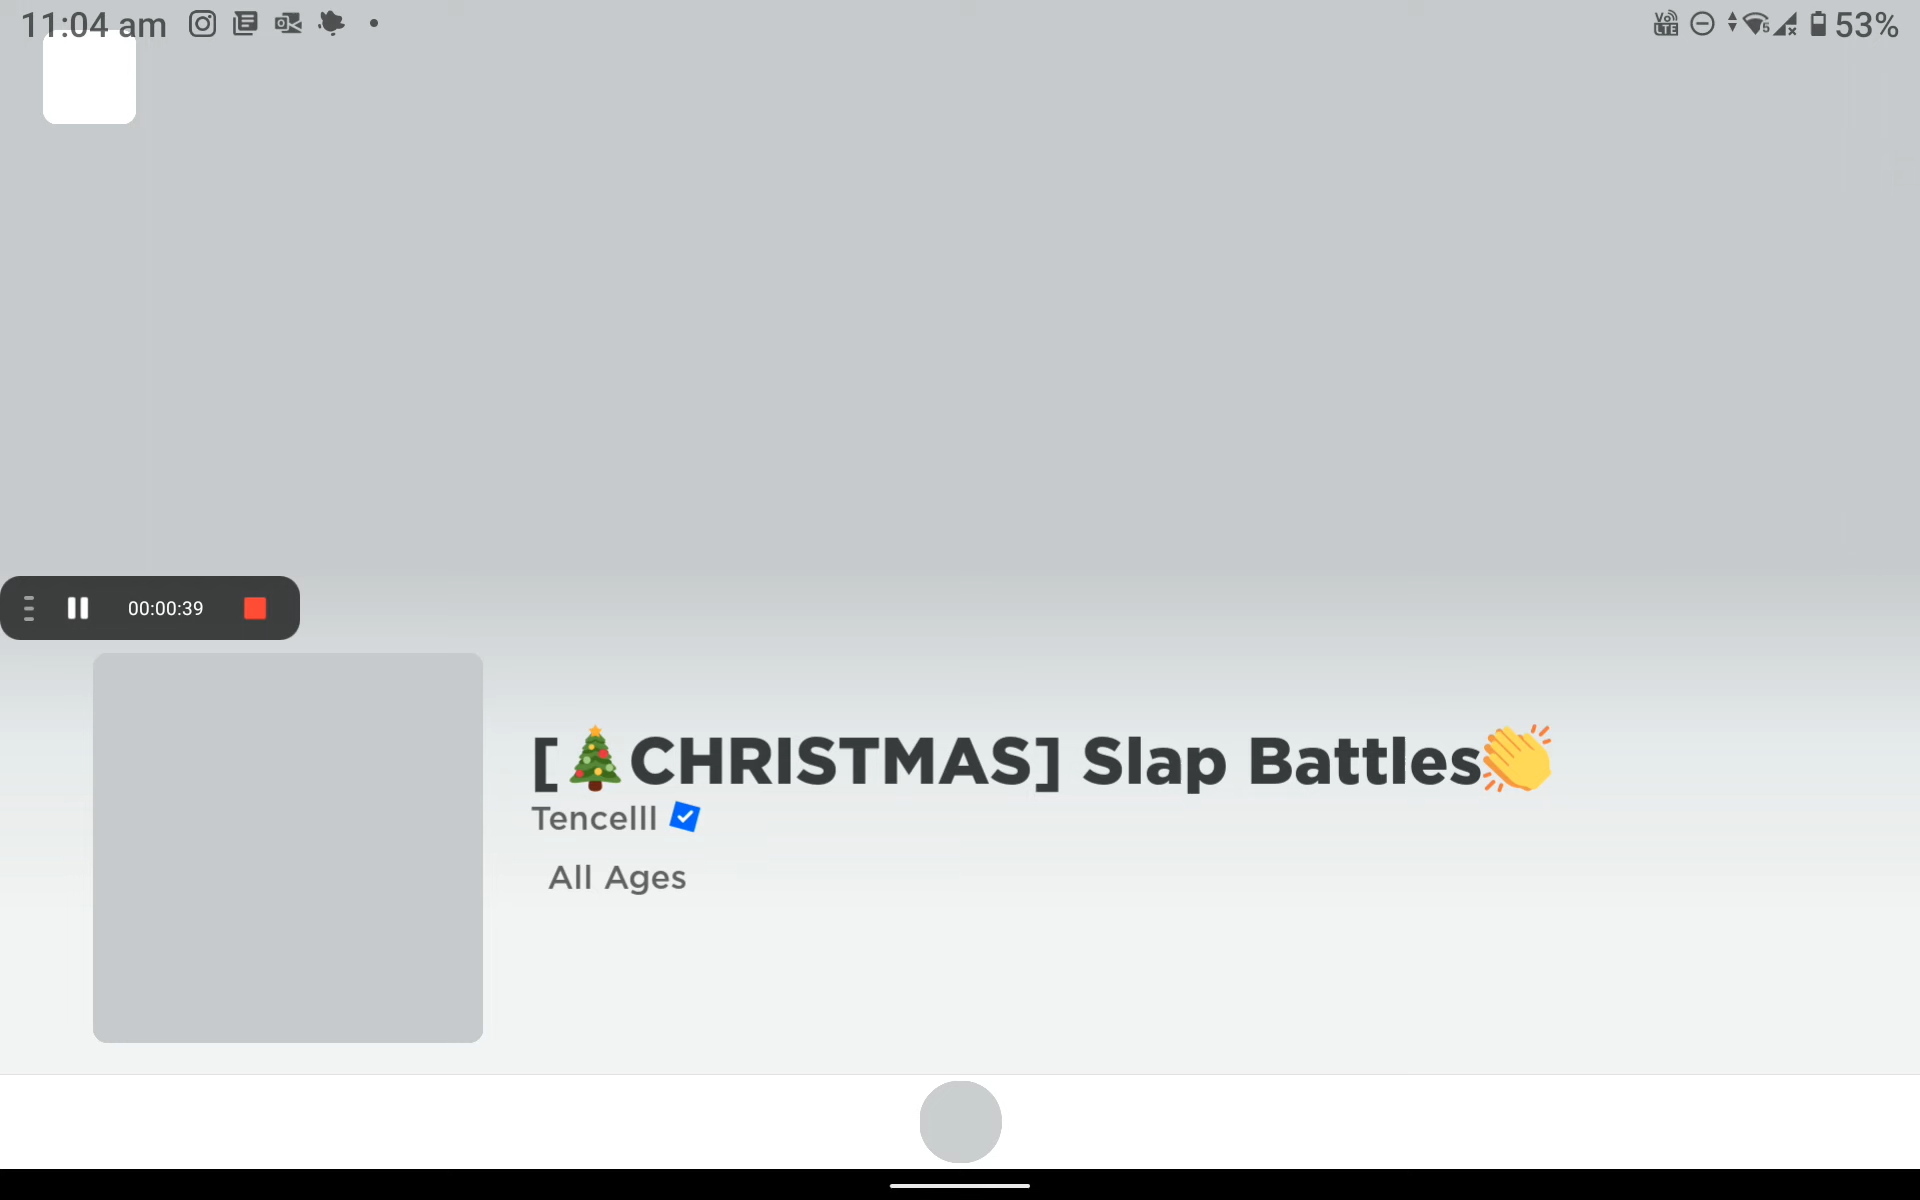 11:04 am
53%
00:00:39
[🎄CHRISTMAS] Slap Battles👏
Tencelll
All Ages